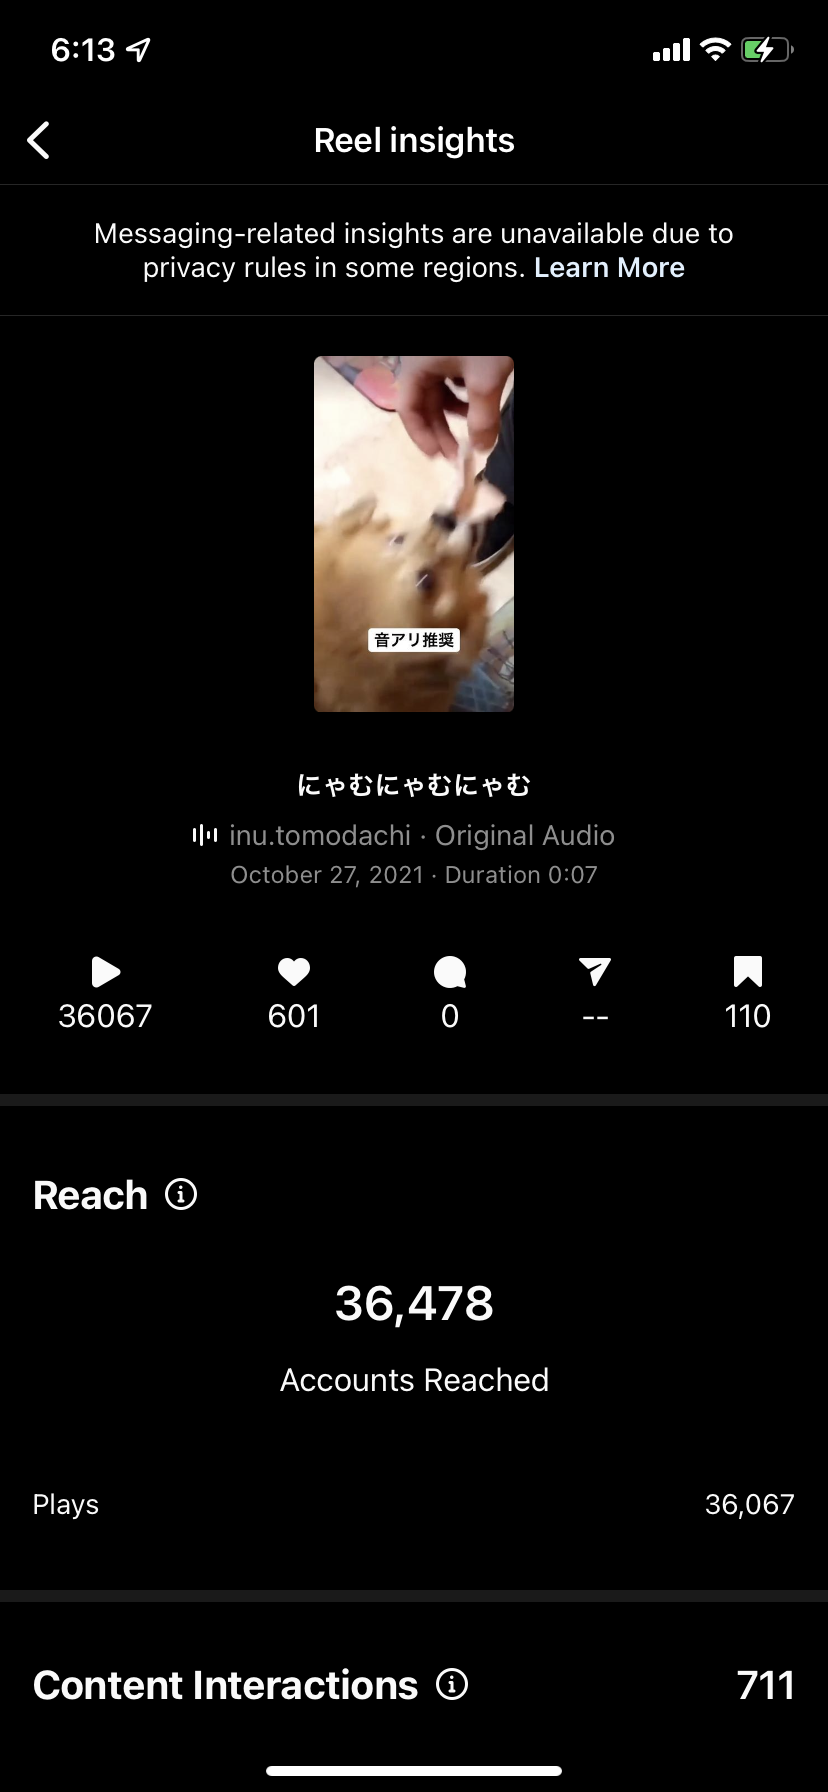 6:13
Reel insights
Messaging-related insights are unavailable due to
privacy rules in some regions. Learn More
音アリ推奨
にゃむにゃむにゃむ
inu.tomodachi · Original Audio
October 27, 2021 · Duration 0:07
36067 601 0 -- 110
Reach
36,478
Accounts Reached
Plays 36,067
Content Interactions 711